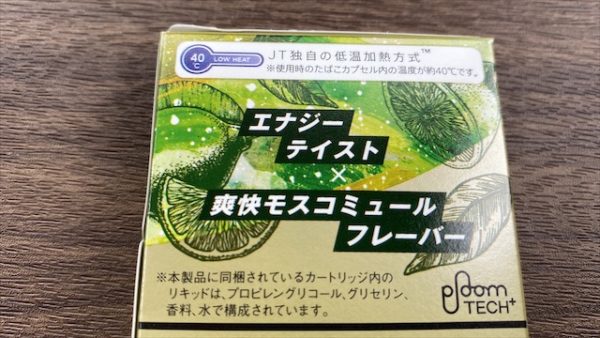 40
℃
LOW HEAT
JT独自の低温加熱方式™
※使用時のたばこカプセル内の温度が約40℃です。
エナジー
テイスト
×
爽快モスコミュール
フレーバー
※本製品に同梱されているカートリッジ内の
リキッドは、プロピレングリコール、グリセリン、
香料、水で構成されています。
ploom
TECH+